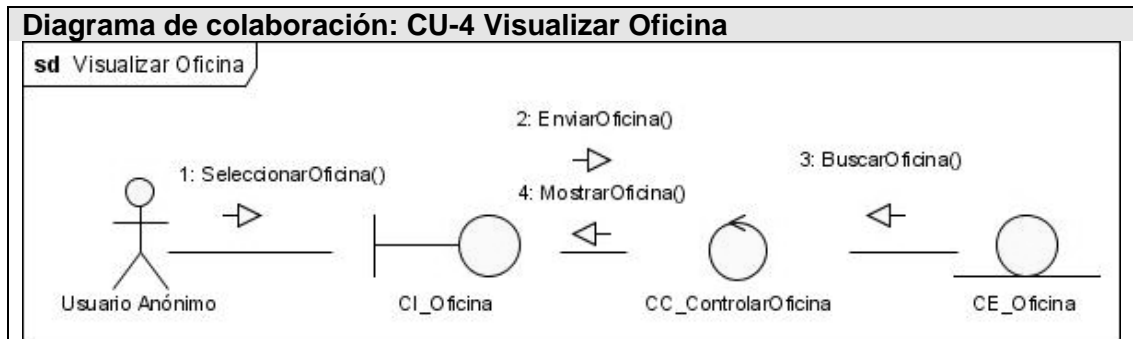 Diagrama de colaboración: CU-4 Visualizar Oficina
sd Visualizar Oficina
2: EnviarOficina()
1: SeleccionarOficina()
3: BuscarOficina()
4: MostrarOficina()
Usuario Anónimo
CI_Oficina
CC_ControlarOficina
CE_Oficina